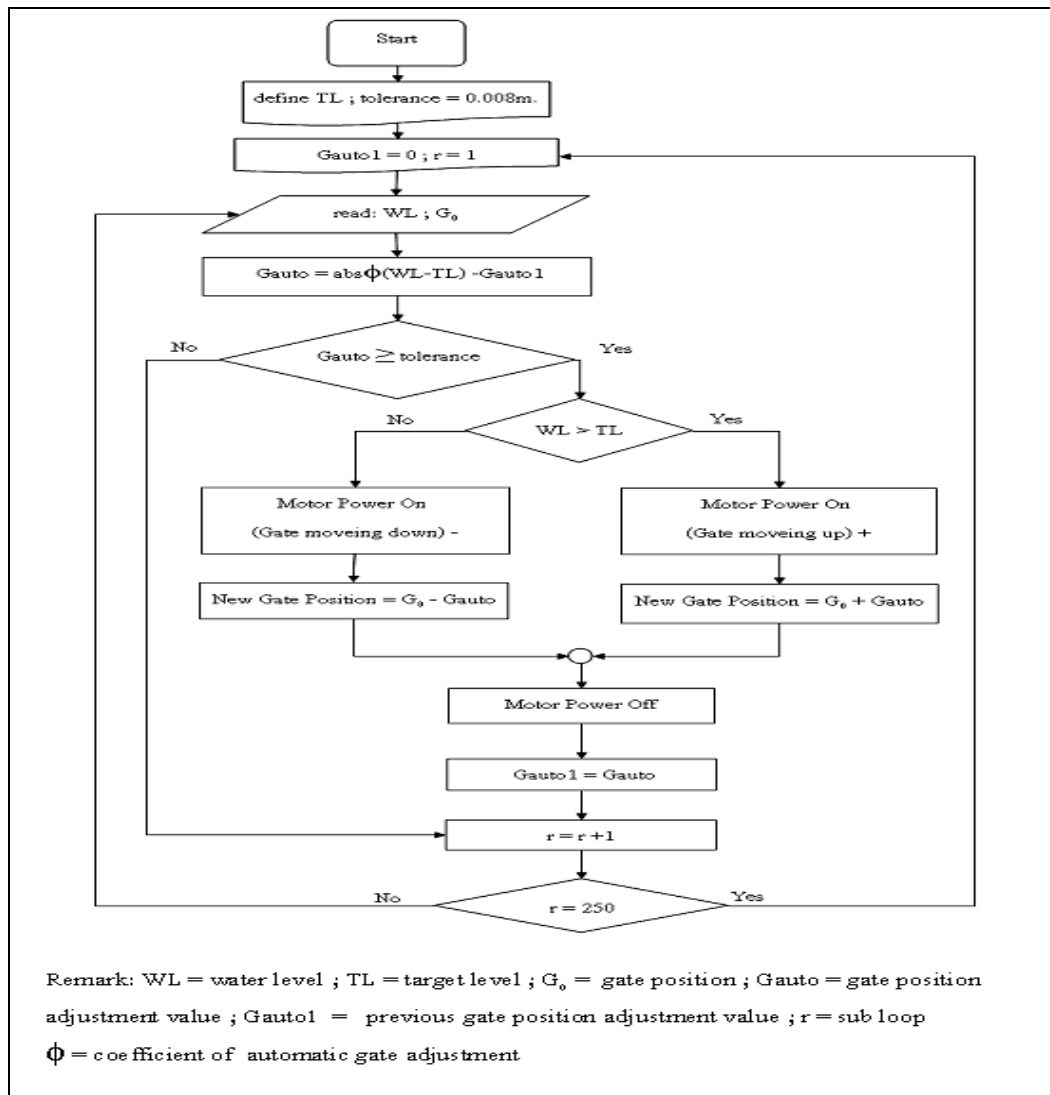 Start
define TL ; tolerance = 0.008m.
Gauto1 = 0 ; r = 1
read: WL ; G₀
Gauto = absϕ(WL-TL) -Gauto1
No
Gauto ≥ tolerance
Yes
No
WL > TL
Yes
Motor Power On
(Gate moveing down) -
Motor Power On
(Gate moveing up) +
New Gate Position = G₀ - Gauto
New Gate Position = G₀ + Gauto
Motor Power Off
Gauto1 = Gauto
r = r +1
No
r = 250
Yes
Remark: WL = water level ; TL = target level ; G₀ = gate position ; Gauto = gate position
adjustment value ; Gauto1 = previous gate position adjustment value ; r = sub loop
ϕ = coefficient of automatic gate adjustment